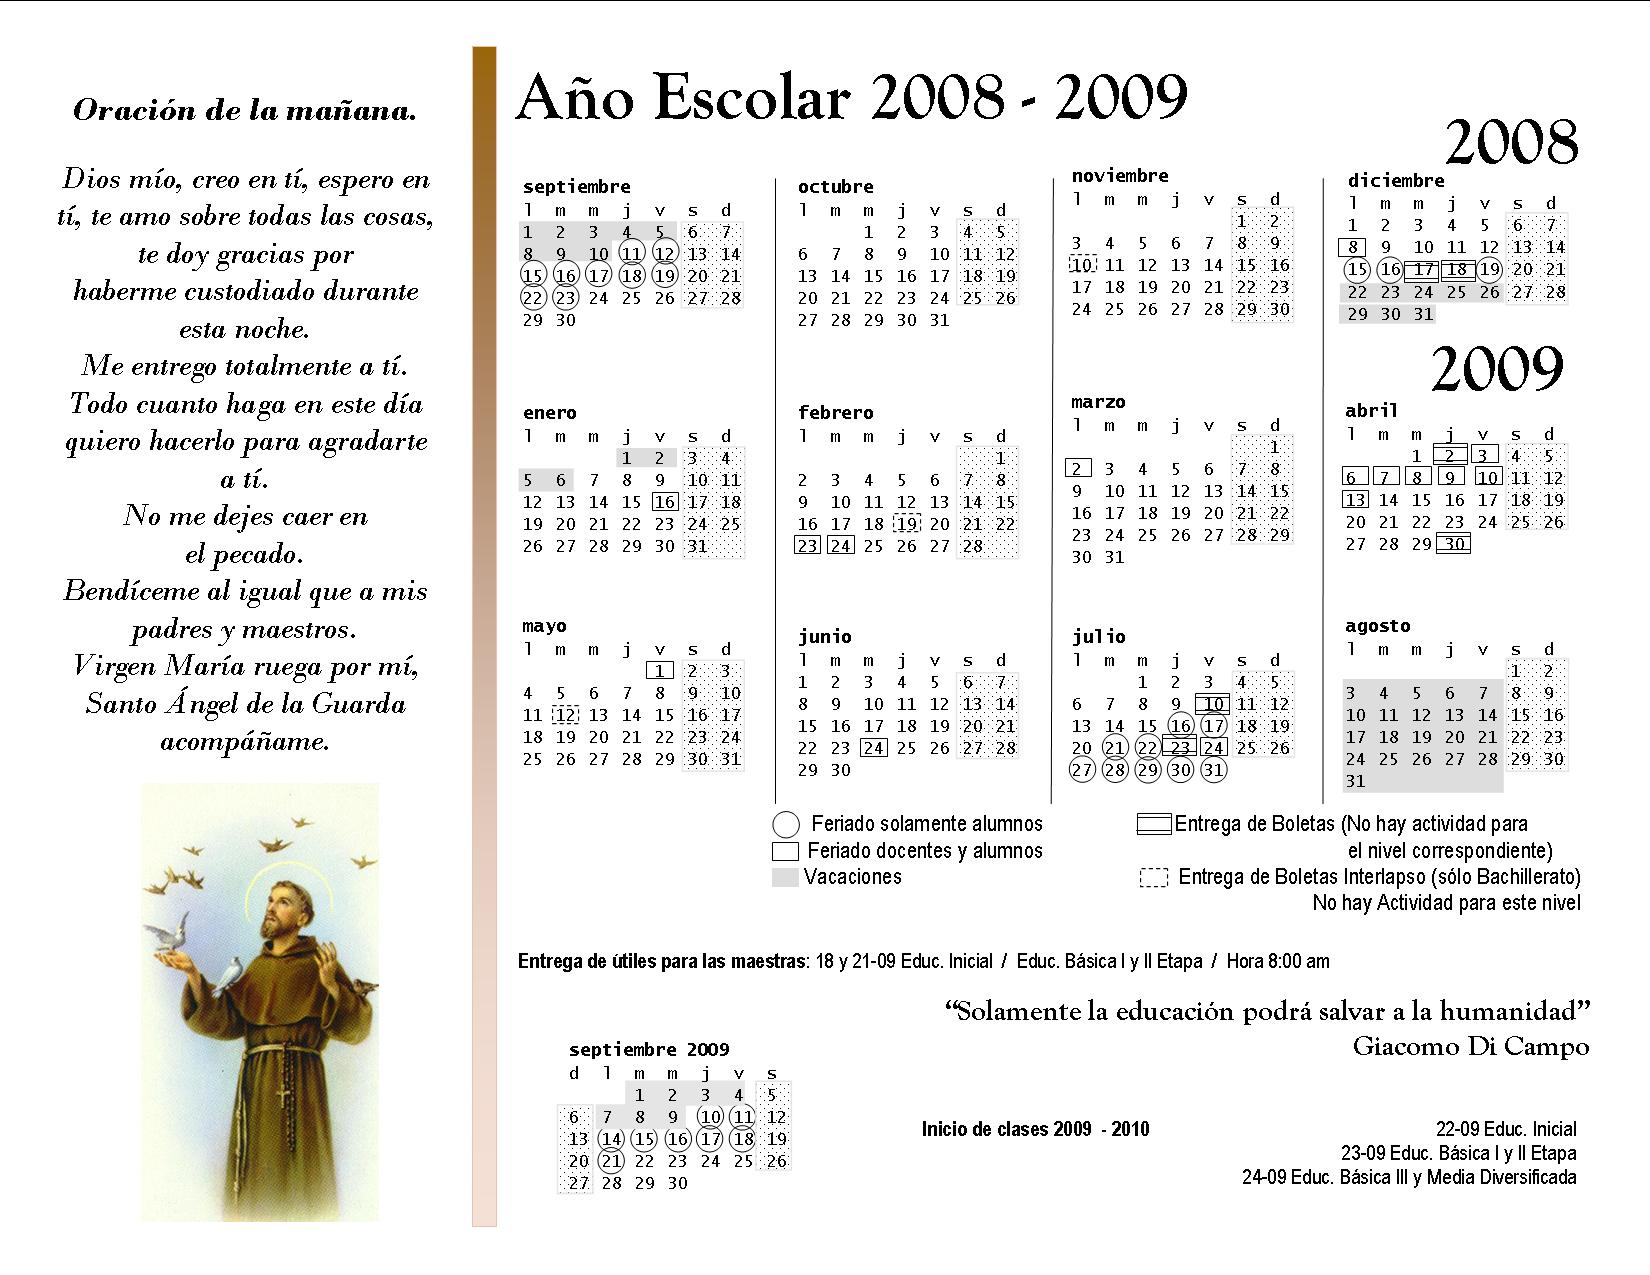 Oración de la mañana.
Dios mío, creo en tí, espero en
tí, te amo sobre todas las cosas,
te doy gracias por
haberme custodiado durante
esta noche.
Me entrego totalmente a tí.
Todo cuanto haga en este día
quiero hacerlo para agradarte
a tí.
No me dejes caer en
el pecado.
Bendíceme al igual que a mis
padres y maestros.
Virgen María ruega por mí,
Santo Ángel de la Guarda
acompáñame.
Año Escolar 2008 - 2009
2008
septiembre
l m m j v s d
1 2 3 4 5 6 7
8 9 10 11 12 13 14
15 16 17 18 19 20 21
22 23 24 25 26 27 28
29 30
octubre
l m m j v s d
1 2 3 4 5
6 7 8 9 10 11 12
13 14 15 16 17 18 19
20 21 22 23 24 25 26
27 28 29 30 31
noviembre
l m m j v s d
1 2
3 4 5 6 7 8 9
10 11 12 13 14 15 16
17 18 19 20 21 22 23
24 25 26 27 28 29 30
diciembre
l m m j v s d
1 2 3 4 5 6 7
8 9 10 11 12 13 14
15 16 17 18 19 20 21
22 23 24 25 26 27 28
29 30 31
2009
enero
l m m j v s d
1 2 3 4
5 6 7 8 9 10 11
12 13 14 15 16 17 18
19 20 21 22 23 24 25
26 27 28 29 30 31
febrero
l m m j v s d
1
2 3 4 5 6 7 8
9 10 11 12 13 14 15
16 17 18 19 20 21 22
23 24 25 26 27 28
marzo
l m m j v s d
1
2 3 4 5 6 7 8
9 10 11 12 13 14 15
16 17 18 19 20 21 22
23 24 25 26 27 28 29
30 31
abril
l m m j v s d
1 2 3 4 5
6 7 8 9 10 11 12
13 14 15 16 17 18 19
20 21 22 23 24 25 26
27 28 29 30
mayo
l m m j v s d
1 2 3
4 5 6 7 8 9 10
11 12 13 14 15 16 17
18 19 20 21 22 23 24
25 26 27 28 29 30 31
junio
l m m j v s d
1 2 3 4 5 6 7
8 9 10 11 12 13 14
15 16 17 18 19 20 21
22 23 24 25 26 27 28
29 30
julio
l m m j v s d
1 2 3 4 5
6 7 8 9 10 11 12
13 14 15 16 17 18 19
20 21 22 23 24 25 26
27 28 29 30 31
agosto
l m m j v s d
1 2
3 4 5 6 7 8 9
10 11 12 13 14 15 16
17 18 19 20 21 22 23
24 25 26 27 28 29 30
31
Feriado solamente alumnos
Feriado docentes y alumnos
Vacaciones
Entrega de Boletas (No hay actividad para
el nivel correspondiente)
Entrega de Boletas Interlapso (sólo Bachillerato)
No hay Actividad para este nivel
Entrega de útiles para las maestras: 18 y 21-09 Educ. Inicial / Educ. Básica I y II Etapa / Hora 8:00 am
“Solamente la educación podrá salvar a la humanidad”
Giacomo Di Campo
septiembre 2009
d l m m j v s
1 2 3 4 5
6 7 8 9 10 11 12
13 14 15 16 17 18 19
20 21 22 23 24 25 26
27 28 29 30
Inicio de clases 2009 - 2010
22-09 Educ. Inicial
23-09 Educ. Básica I y II Etapa
24-09 Educ. Básica III y Media Diversificada